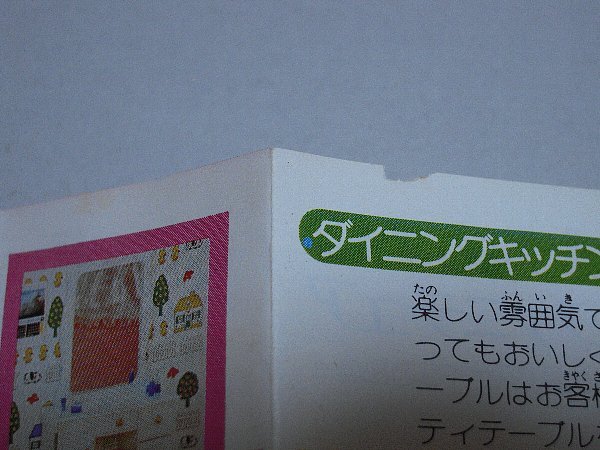 ダイニングキッチン
楽しい雰囲気で
ってもおいしく
ーブルはお客様
ティテーブル